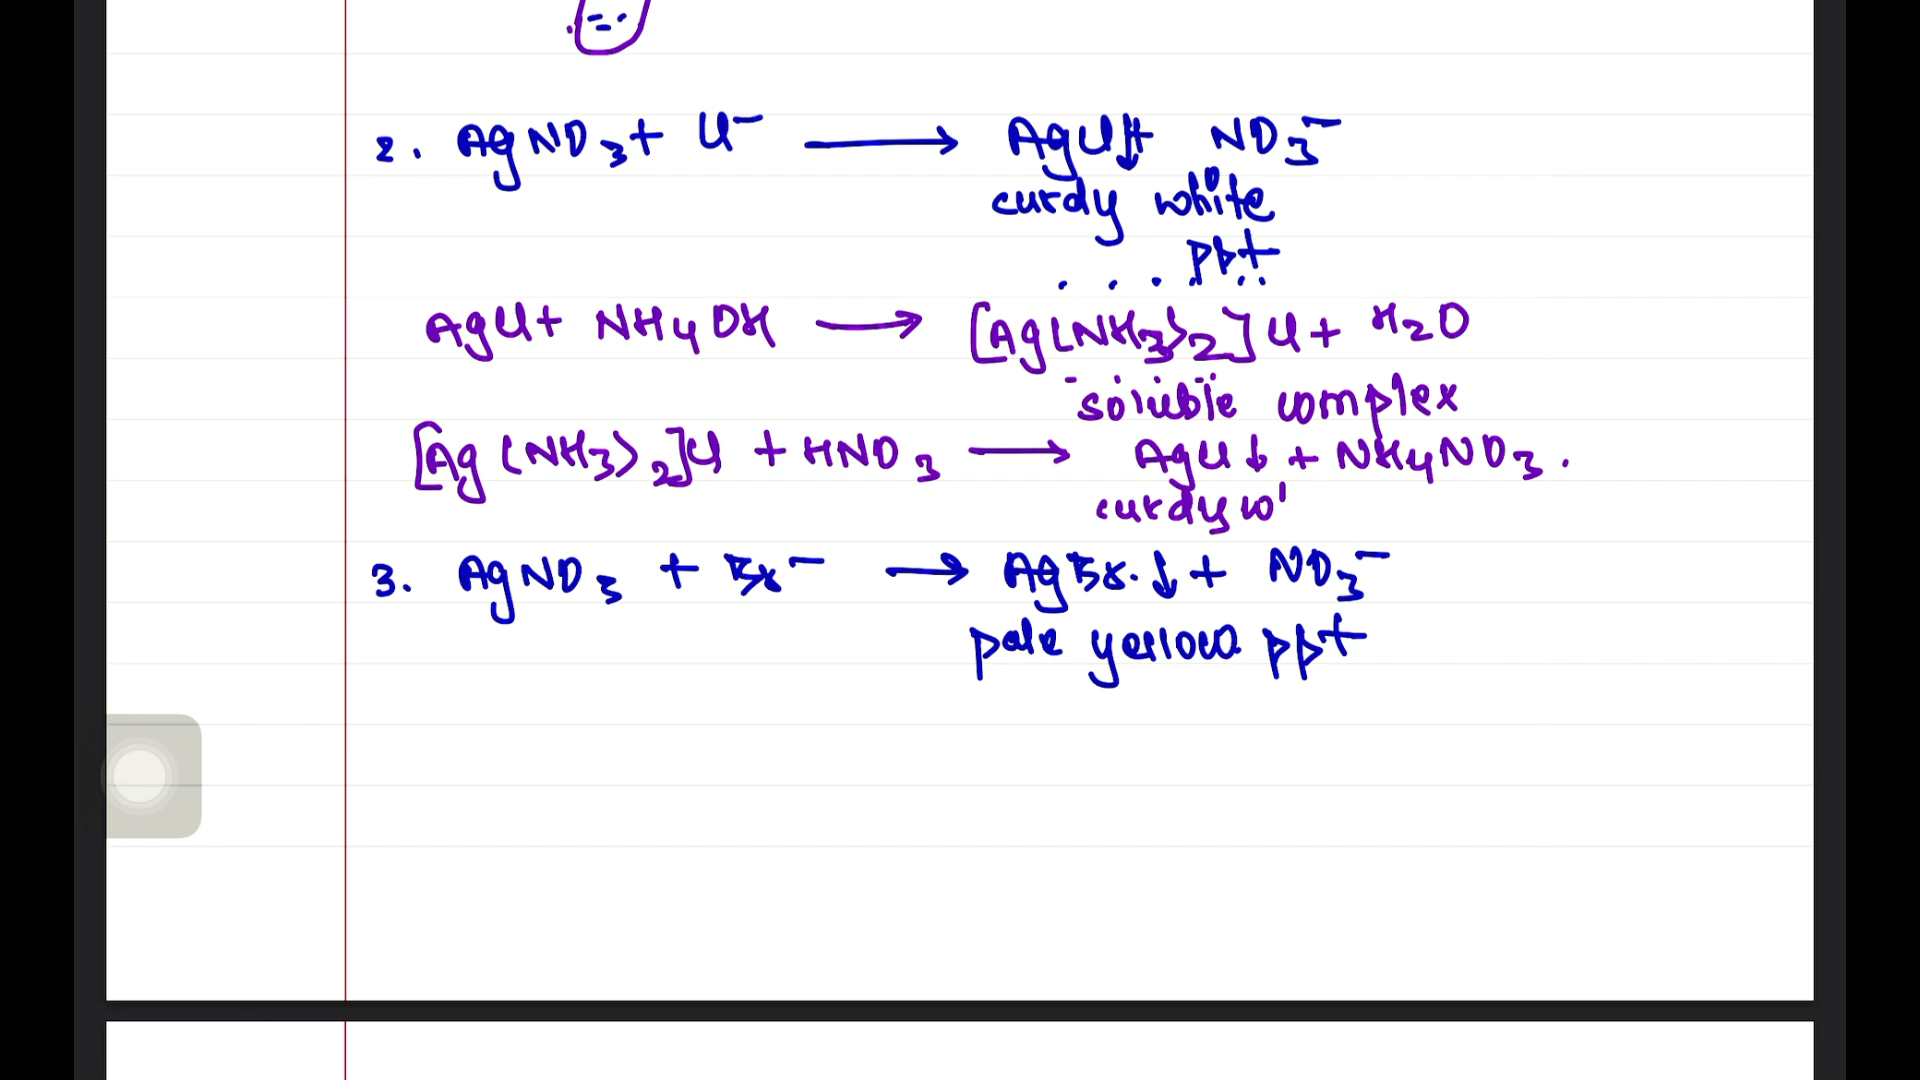 2. AgNO3 + Cl⁻ ⟶ AgCl↓ + NO3⁻
curdy white
ppt
AgCl + NH4OH ⟶ [Ag(NH3)2]Cl + H2O
soluble complex
[Ag(NH3)2]Cl + HNO3 ⟶ AgCl↓ + NH4NO3.
curdy w
3. AgNO3 + Br⁻ ⟶ AgBr.↓ + NO3⁻
pale yellow ppt